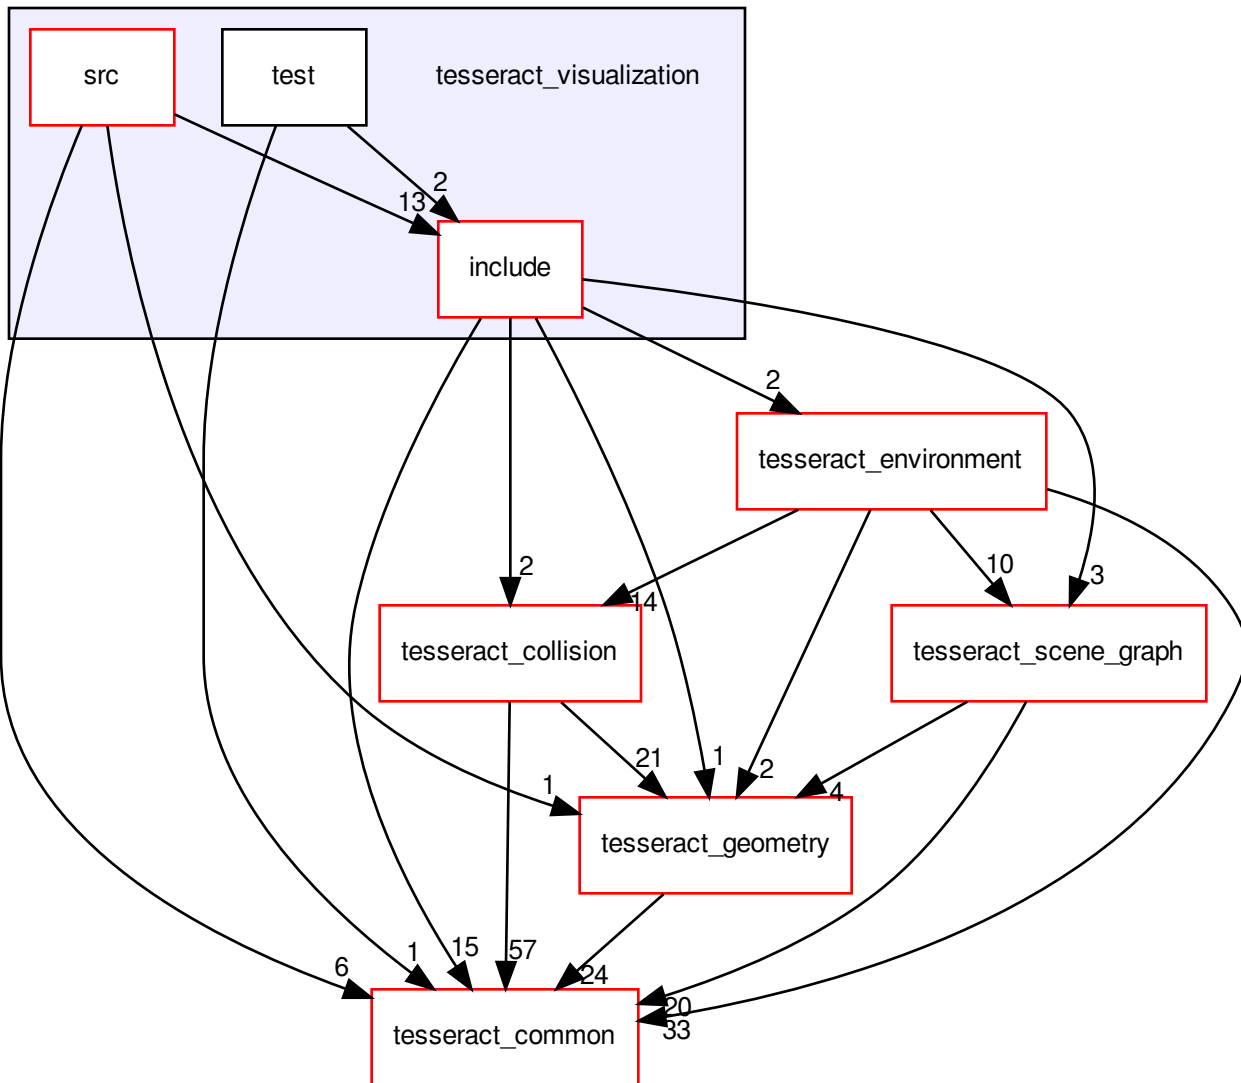 src
test
tesseract_visualization
2
13
include
2
tesseract_environment
2
10
3
14
tesseract_collision
tesseract_scene_graph
21
1
2
1
4
tesseract_geometry
15
57
1
6
24
20
33
tesseract_common